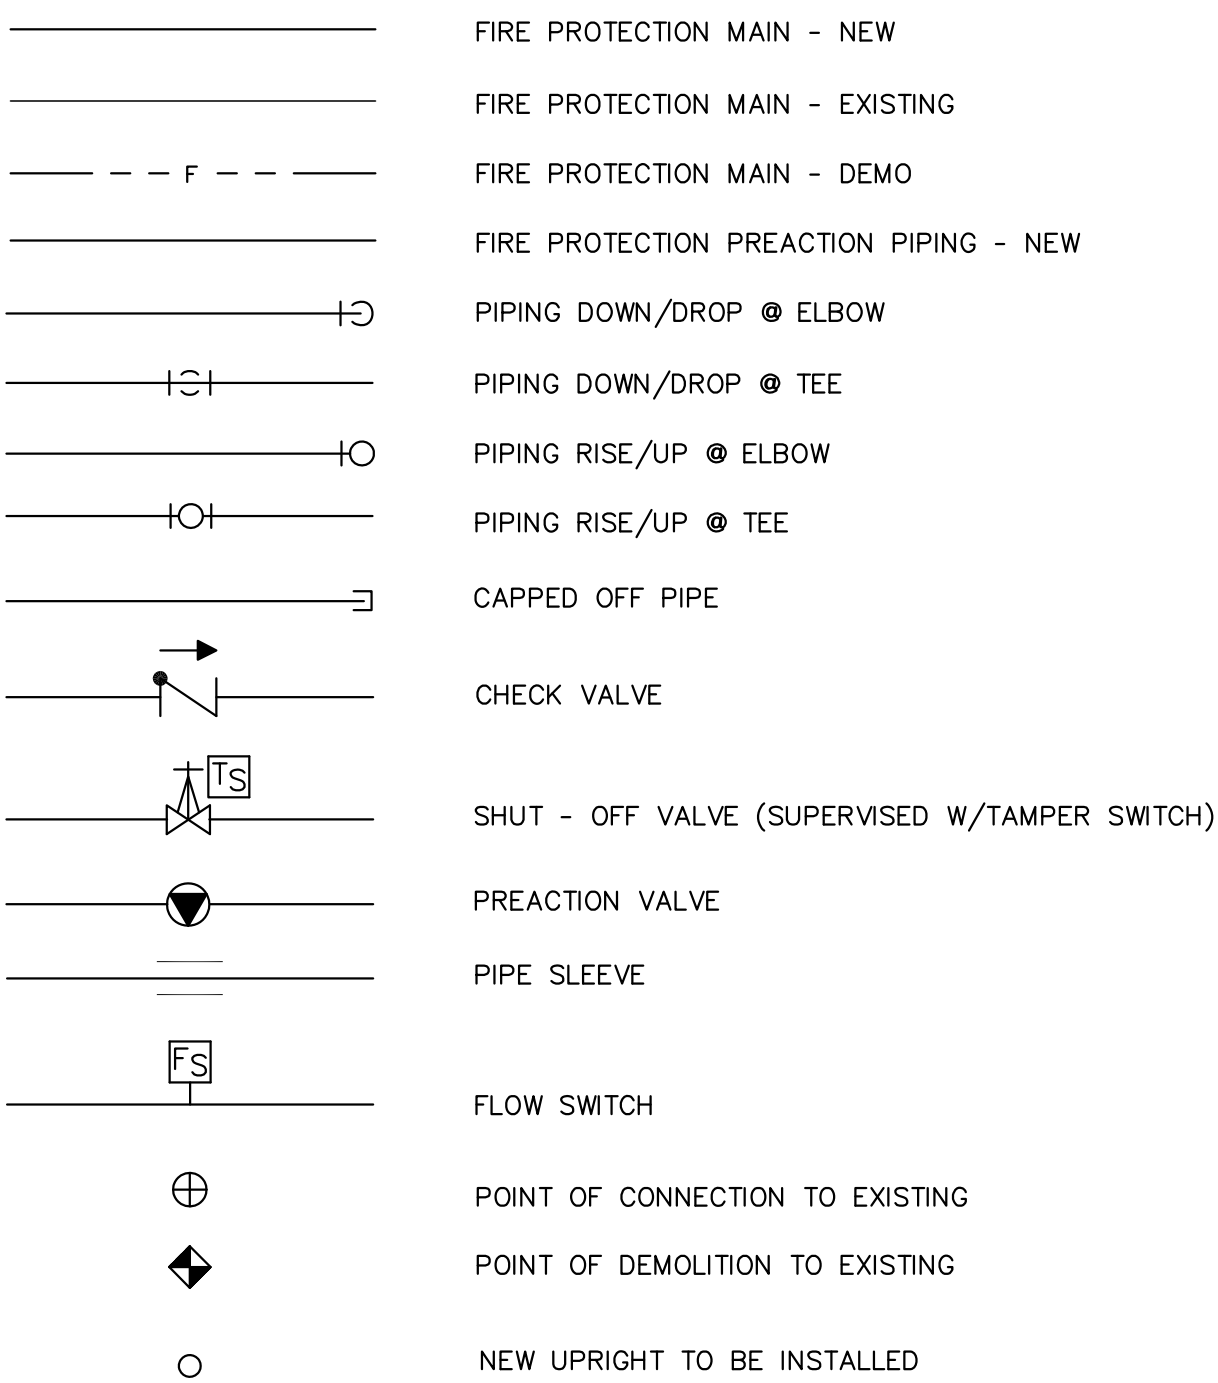 FIRE PROTECTION MAIN - NEW
FIRE PROTECTION MAIN - EXISTING
F FIRE PROTECTION MAIN - DEMO
FIRE PROTECTION PREACTION PIPING - NEW
PIPING DOWN/DROP @ ELBOW
PIPING DOWN/DROP @ TEE
PIPING RISE/UP @ ELBOW
PIPING RISE/UP @ TEE
CAPPED OFF PIPE
CHECK VALVE
TS
SHUT - OFF VALVE (SUPERVISED W/TAMPER SWITCH)
PREACTION VALVE
PIPE SLEEVE
FS
FLOW SWITCH
POINT OF CONNECTION TO EXISTING
POINT OF DEMOLITION TO EXISTING
NEW UPRIGHT TO BE INSTALLED